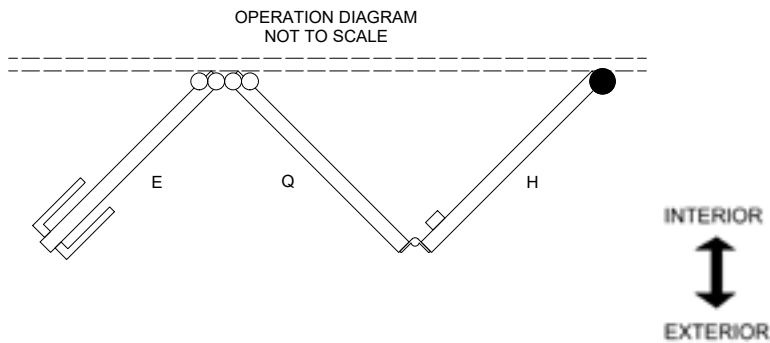 OPERATION DIAGRAM
NOT TO SCALE
E
Q
H
INTERIOR
EXTERIOR